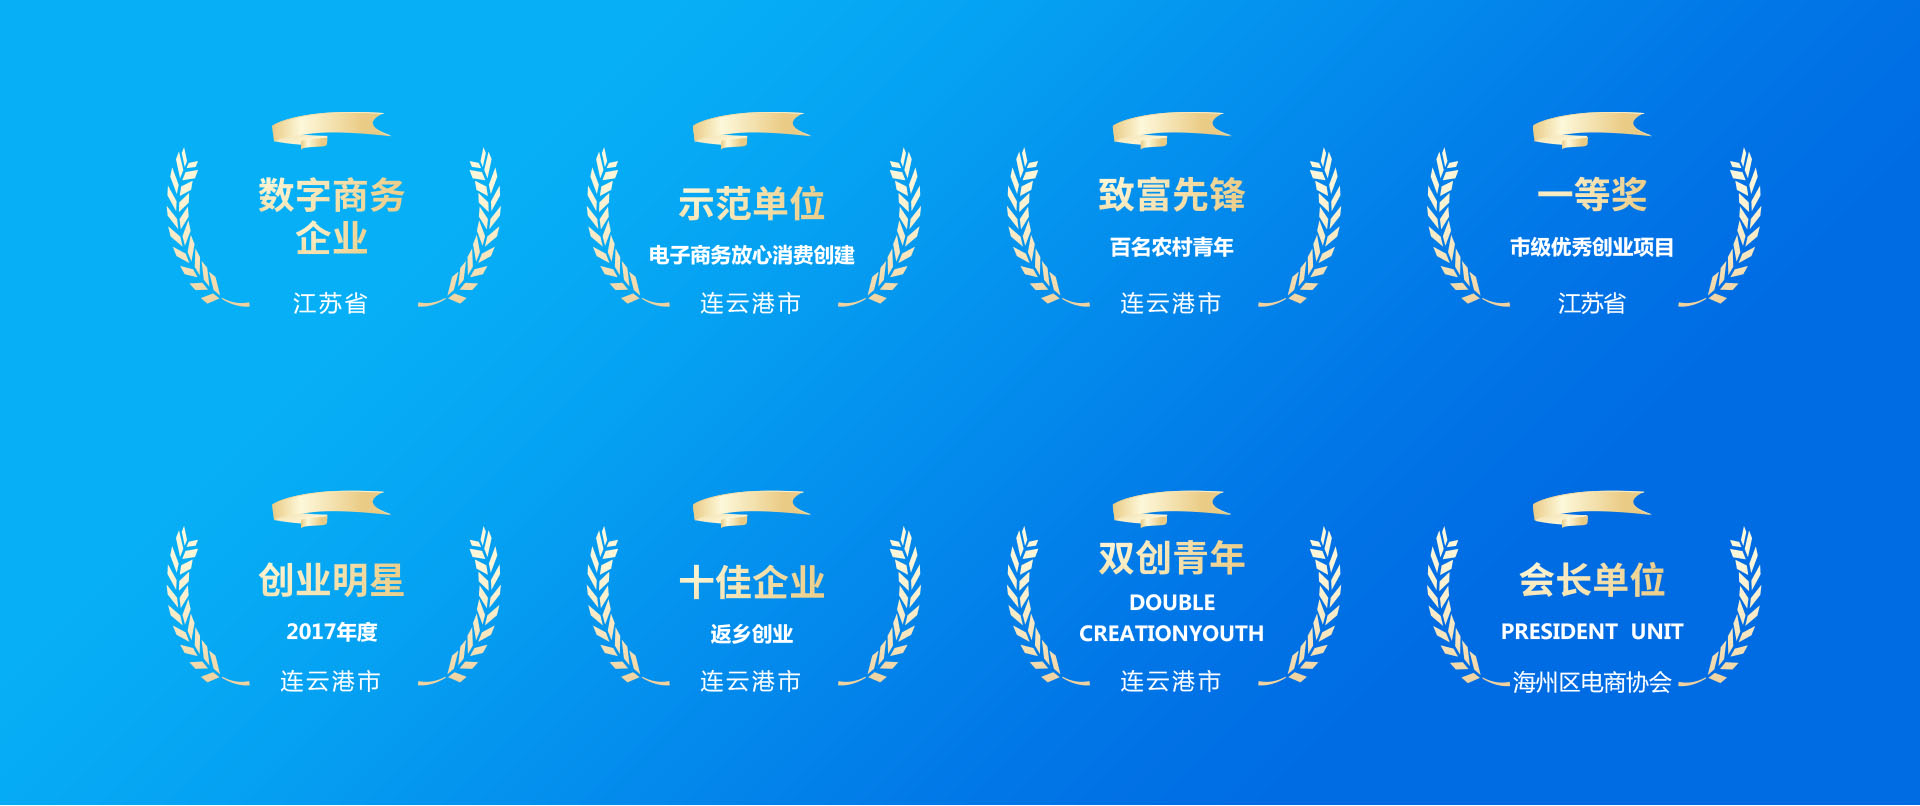 数字商务
企业
江苏省
示范单位
电子商务放心消费创建
连云港市
致富先锋
百名农村青年
连云港市
一等奖
市级优秀创业项目
江苏省
创业明星
2017年度
连云港市
十佳企业
返乡创业
连云港市
双创青年
DOUBLE
CREATIONYOUTH
连云港市
会长单位
PRESIDENT UNIT
海州区电商协会